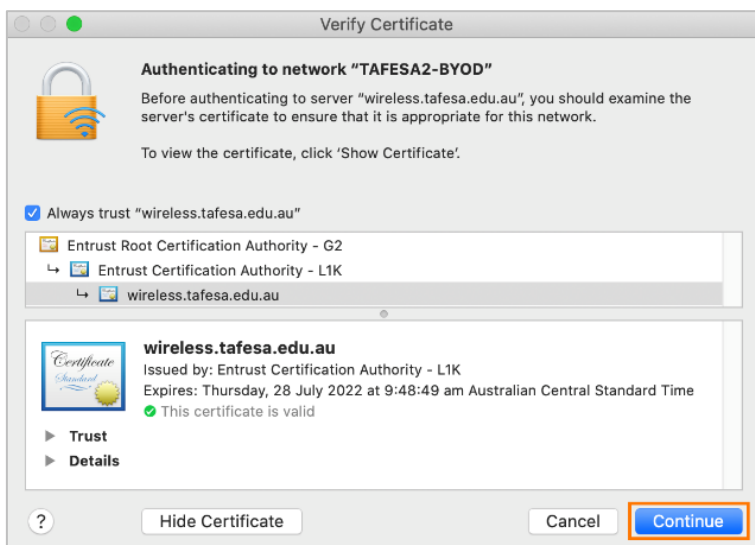 Verify Certificate
Authenticating to network “TAFESA2-BYOD”
Before authenticating to server “wireless.tafesa.edu.au”, you should examine the
server's certificate to ensure that it is appropriate for this network.
To view the certificate, click ‘Show Certificate’.
Always trust “wireless.tafesa.edu.au”
Entrust Root Certification Authority - G2
Entrust Certification Authority - L1K
wireless.tafesa.edu.au
Certificate
Standard
wireless.tafesa.edu.au
Issued by: Entrust Certification Authority - L1K
Expires: Thursday, 28 July 2022 at 9:48:49 am Australian Central Standard Time
This certificate is valid
Trust
Details
?
Hide Certificate
Cancel
Continue